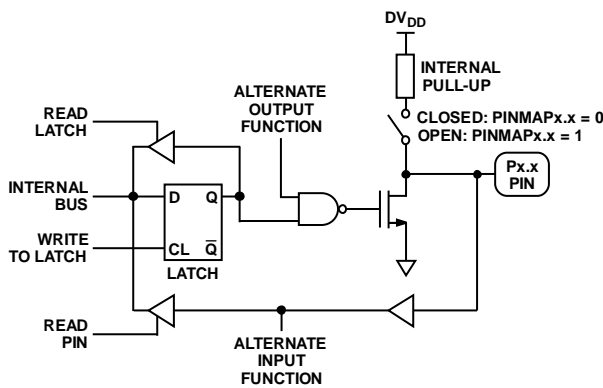 DVDD
INTERNAL
PULL-UP
CLOSED: PINMAPx.x = 0
OPEN: PINMAPx.x = 1
ALTERNATE
OUTPUT
FUNCTION
READ
LATCH
INTERNAL
BUS
D
Q
Px.x
PIN
WRITE
TO LATCH
CL
Q̅
LATCH
READ
PIN
ALTERNATE
INPUT
FUNCTION